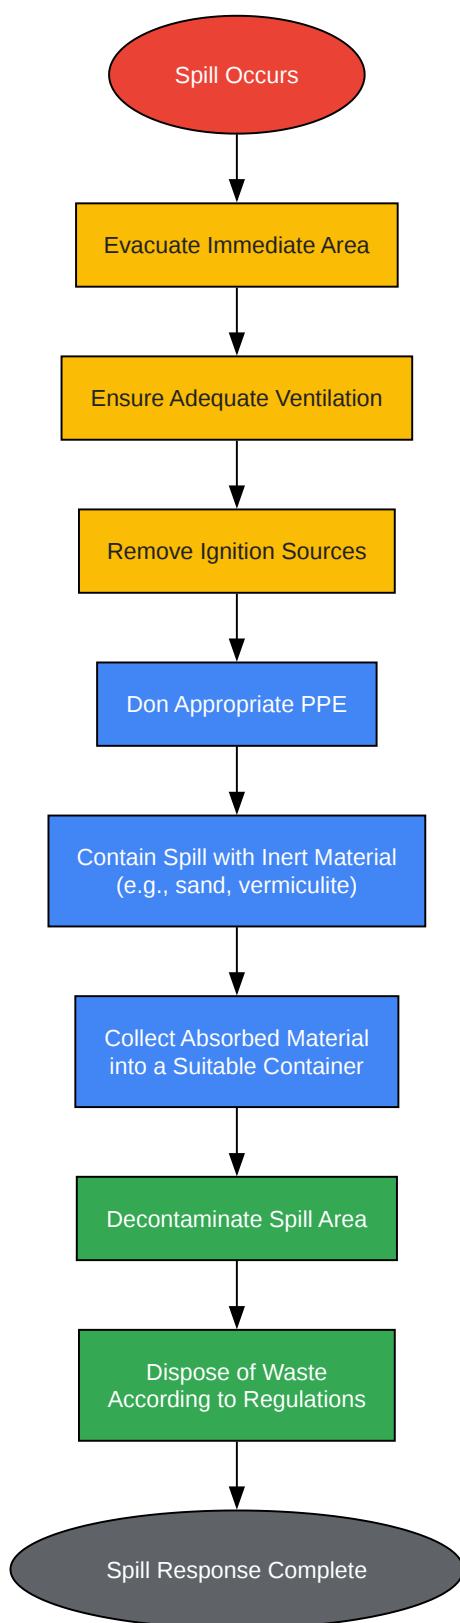 Spill Occurs
Evacuate Immediate Area
Ensure Adequate Ventilation
Remove Ignition Sources
Don Appropriate PPE
Contain Spill with Inert Material
(e.g., sand, vermiculite)
Collect Absorbed Material
into a Suitable Container
Decontaminate Spill Area
Dispose of Waste
According to Regulations
Spill Response Complete